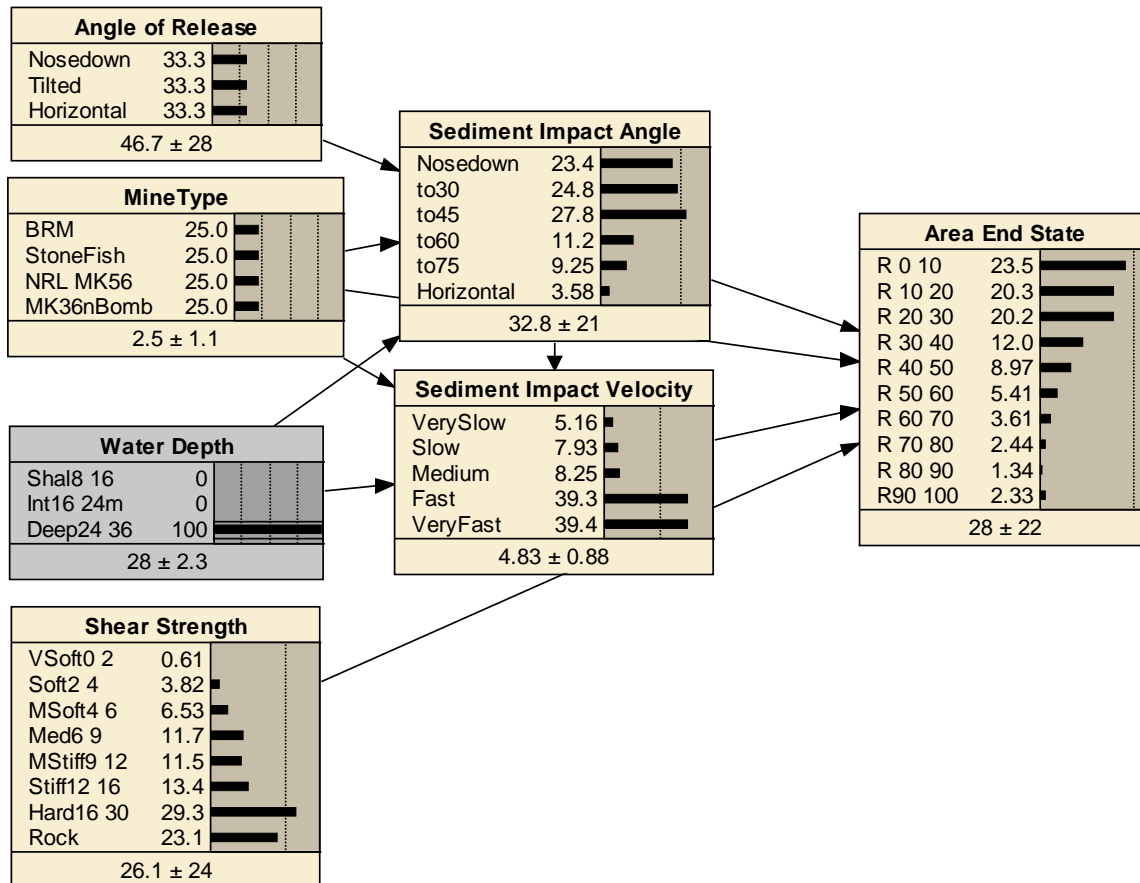 Angle of Release
Nosedown 33.3
Tilted 33.3
Horizontal 33.3
46.7 ± 28
MineType
BRM 25.0
StoneFish 25.0
NRL MK56 25.0
MK36nBomb 25.0
2.5 ± 1.1
Water Depth
Shal8 16 0
Int16 24m 0
Deep24 36 100
28 ± 2.3
Shear Strength
VSoft0 2 0.61
Soft2 4 3.82
MSoft4 6 6.53
Med6 9 11.7
MStiff9 12 11.5
Stiff12 16 13.4
Hard16 30 29.3
Rock 23.1
26.1 ± 24
Sediment Impact Angle
Nosedown 23.4
to30 24.8
to45 27.8
to60 11.2
to75 9.25
Horizontal 3.58
32.8 ± 21
Sediment Impact Velocity
VerySlow 5.16
Slow 7.93
Medium 8.25
Fast 39.3
VeryFast 39.4
4.83 ± 0.88
Area End State
R 0 10 23.5
R 10 20 20.3
R 20 30 20.2
R 30 40 12.0
R 40 50 8.97
R 50 60 5.41
R 60 70 3.61
R 70 80 2.44
R 80 90 1.34
R90 100 2.33
28 ± 22